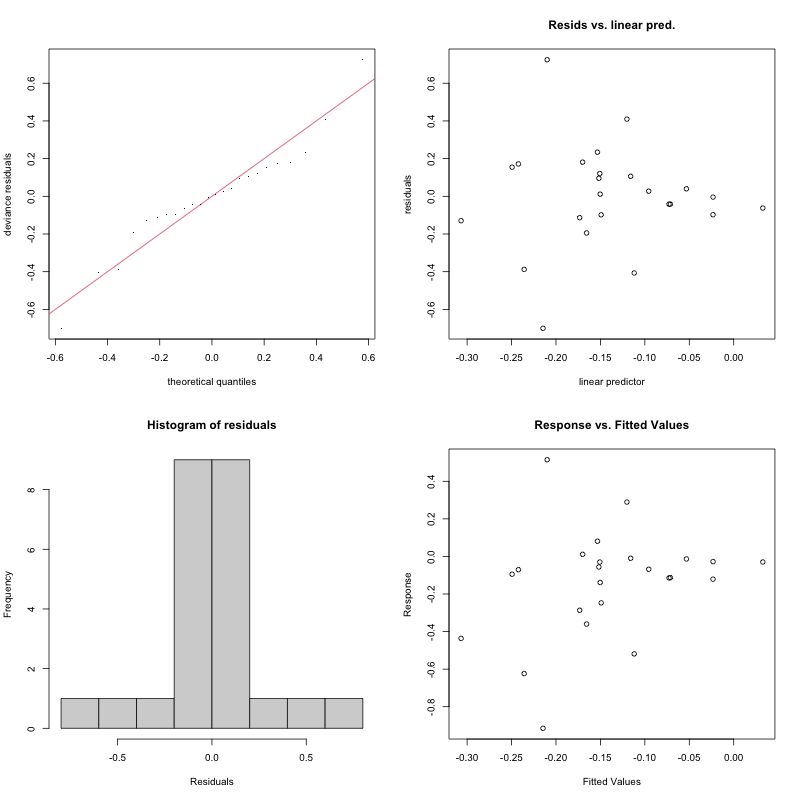 deviance residuals
-0.6 -0.4 -0.2 0.0 0.2 0.4 0.6
-0.6 -0.4 -0.2 0.0 0.2 0.4 0.6
theoretical quantiles
Resids vs. linear pred.
residuals
-0.6 -0.4 -0.2 0.0 0.2 0.4 0.6
-0.30 -0.25 -0.20 -0.15 -0.10 -0.05 0.00
linear predictor
Histogram of residuals
Frequency
0 2 4 6 8
-0.5 0.0 0.5
Residuals
Response vs. Fitted Values
Response
-0.8 -0.6 -0.4 -0.2 0.0 0.2 0.4
-0.30 -0.25 -0.20 -0.15 -0.10 -0.05 0.00
Fitted Values